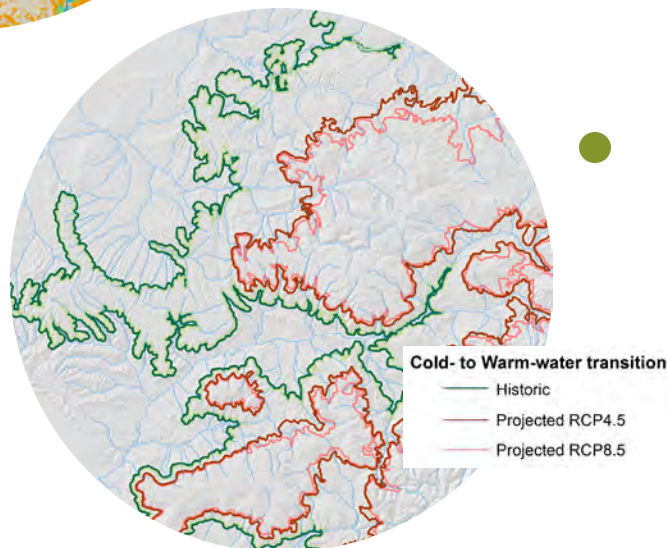 Cold- to Warm-water transition
Historic
Projected RCP4.5
Projected RCP8.5